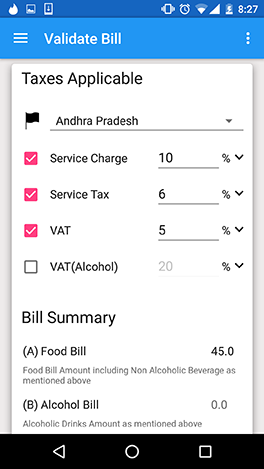 8:27
Validate Bill
Taxes Applicable
Andhra Pradesh
Service Charge 10 %
Service Tax 6 %
VAT 5 %
VAT(Alcohol) 20 %
Bill Summary
(A) Food Bill 45.0
Food Bill Amount including Non Alcoholic Beverage as
mentioned above
(B) Alcohol Bill 0.0
Alcoholic Drinks Amount as mentioned above